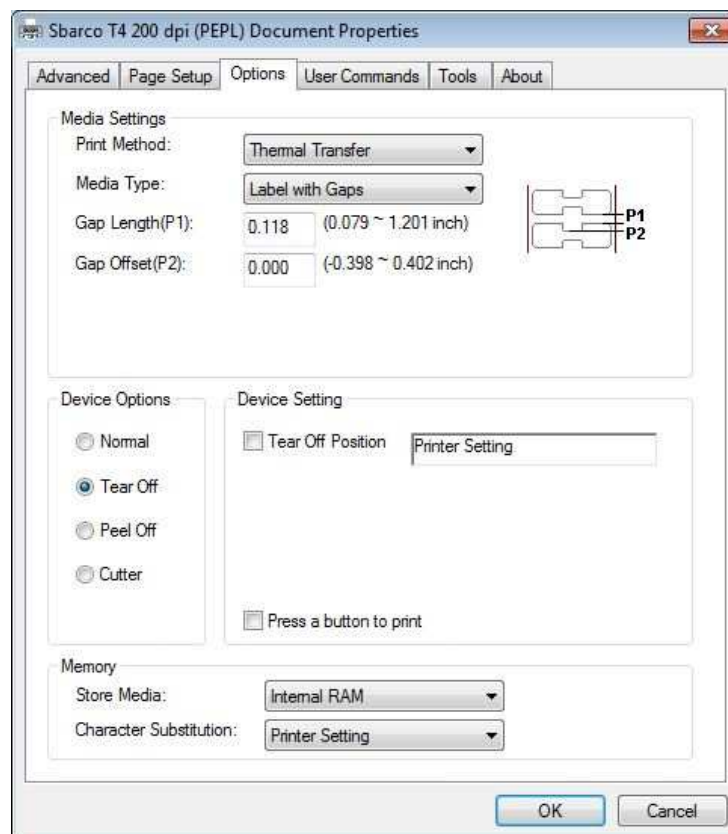 Sbarco T4 200 dpi (PEPL) Document Properties
Advanced Page Setup Options User Commands Tools About
Media Settings
Print Method: Thermal Transfer
Media Type: Label with Gaps
Gap Length(P1): 0.118 (0.079 ~ 1.201 inch)
P1
P2
Gap Offset(P2): 0.000 (-0.398 ~ 0.402 inch)
Device Options
Normal
Tear Off
Peel Off
Cutter
Device Setting
Tear Off Position Printer Setting
Press a button to print
Memory
Store Media: Internal RAM
Character Substitution: Printer Setting
OK Cancel